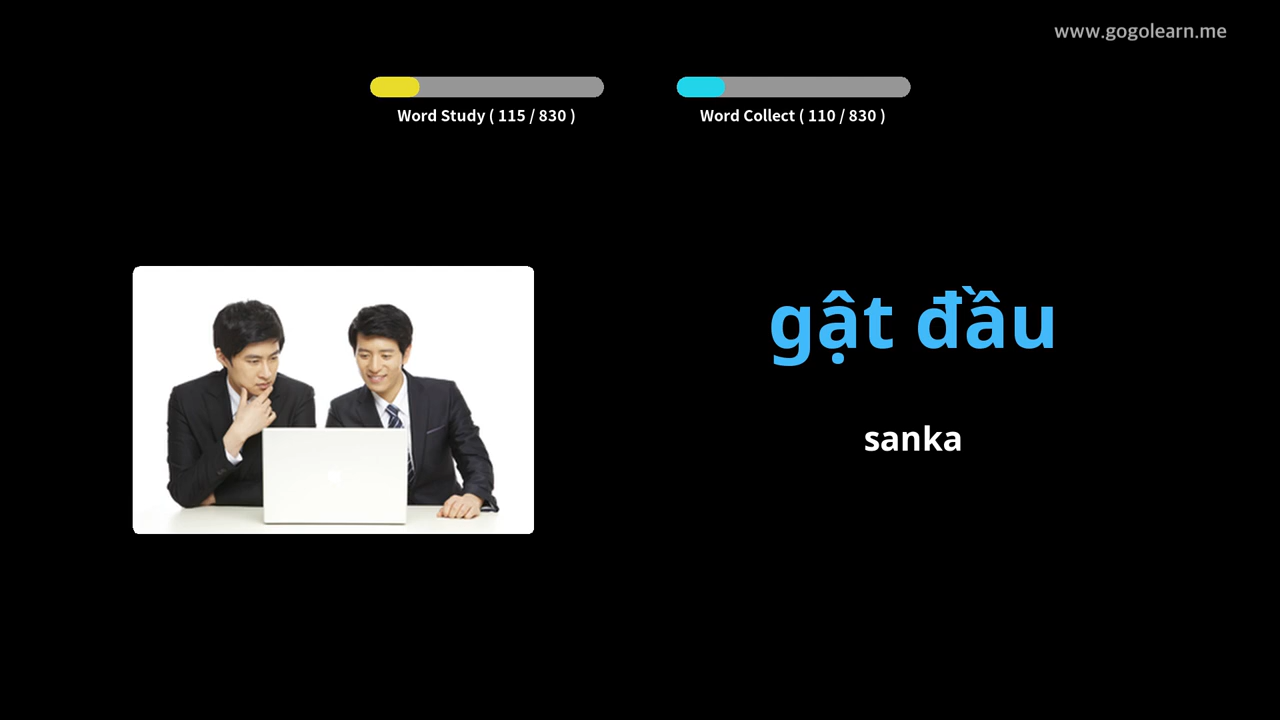 www.gogolearn.me
Word Study ( 115 / 830 )
Word Collect ( 110 / 830 )
gật đầu
sanka